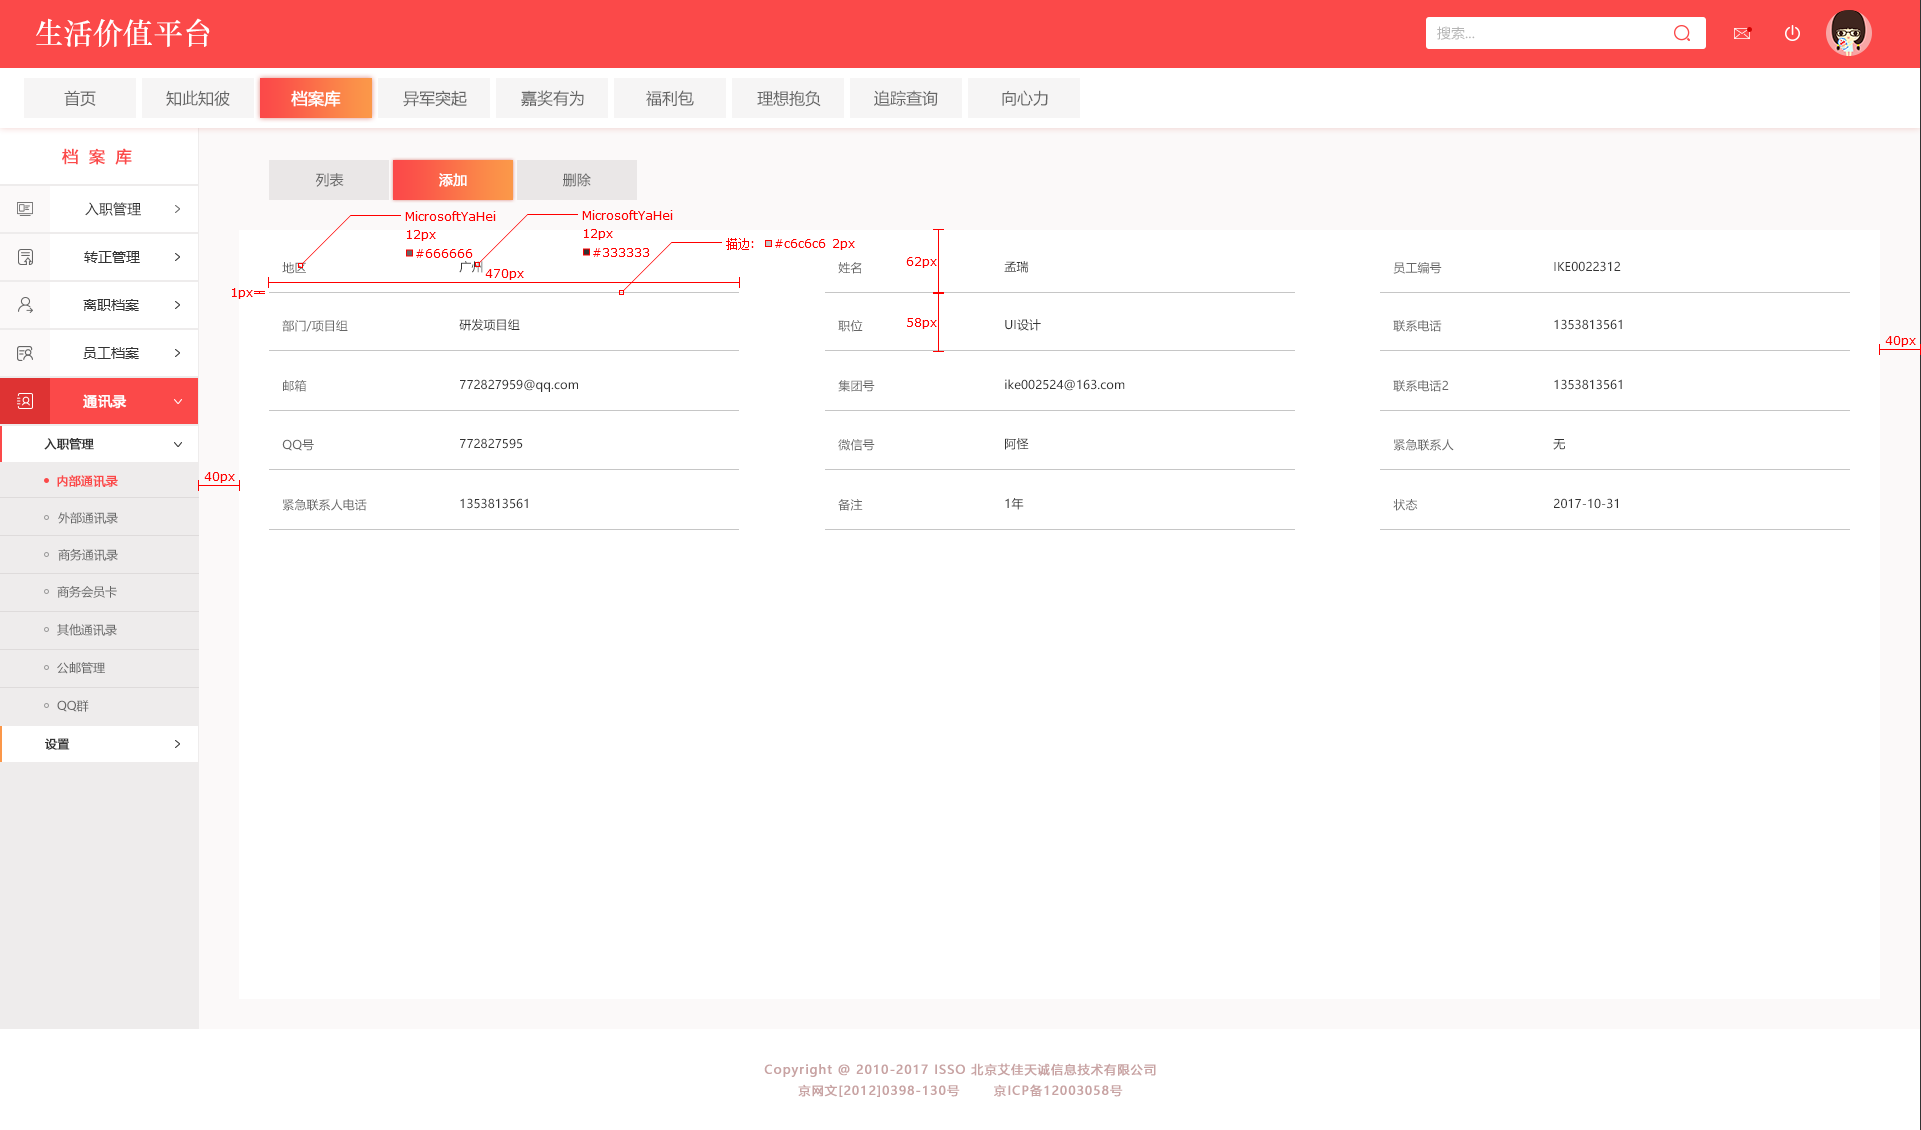 生活价值平台
搜索...
首页 知此知彼 档案库 异军突起 嘉奖有为 福利包 理想抱负 追踪查询 向心力
档案库
入职管理
转正管理
离职档案
员工档案
通讯录
入职管理
内部通讯录
外部通讯录
商务通讯录
商务会员卡
其他通讯录
公邮管理
QQ群
设置
列表 添加 删除
MicrosoftYaHei
12px
#666666
MicrosoftYaHei
12px
#333333
描边: #c6c6c6 2px
470px
1px
62px
58px
40px
40px
地区 广州 姓名 孟瑞 员工编号 IKE0022312
部门/项目组 研发项目组 职位 UI设计 联系电话 1353813561
邮箱 772827959@qq.com 集团号 ike002524@163.com 联系电话2 1353813561
QQ号 772827595 微信号 阿怪 紧急联系人 无
紧急联系人电话 1353813561 备注 1年 状态 2017-10-31
Copyright @ 2010-2017 ISSO 北京艾佳天诚信息技术有限公司
京网文[2012]0398-130号 京ICP备12003058号